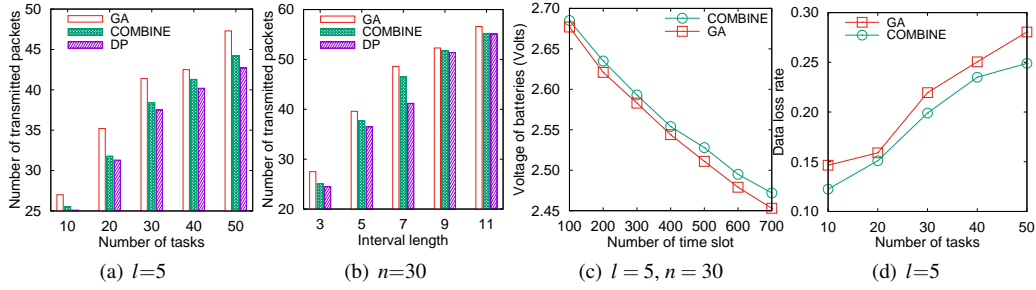 GA
COMBINE
DP
50
45
40
35
30
25
Number of transmitted packets
10 20 30 40 50
Number of tasks
(a) l=5
GA
COMBINE
DP
60
50
40
30
20
Number of transmitted packets
3 5 7 9 11
Interval length
(b) n=30
COMBINE
GA
2.70
2.65
2.60
2.55
2.50
2.45
Voltage of batteries (Volts)
100 200 300 400 500 600 700
Number of time slot
(c) l = 5, n = 30
GA
COMBINE
0.30
0.25
0.20
0.15
0.10
Data loss rate
10 20 30 40 50
Number of tasks
(d) l=5